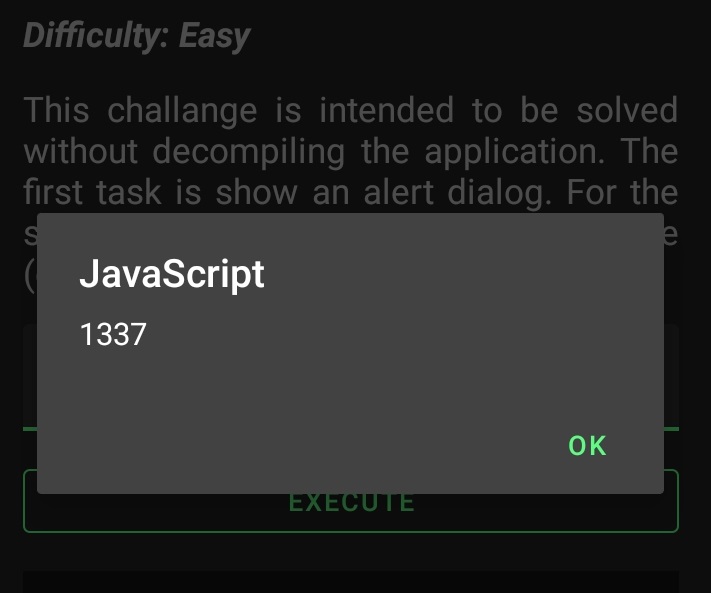 Difficulty: Easy
This challange is intended to be solved
without decompiling the application. The
first task is show an alert dialog. For the
s
e
(
JavaScript
1337
OK
EXECUTE